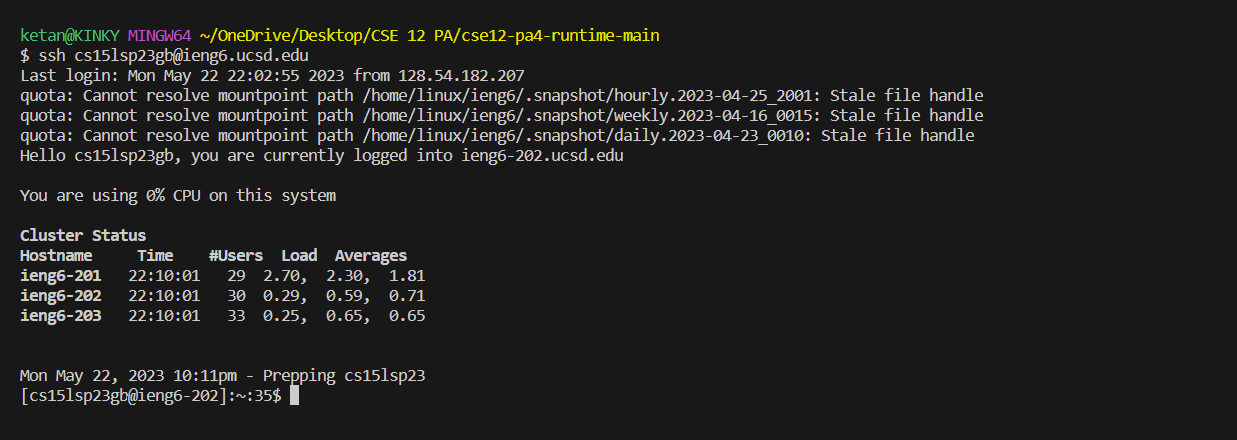 ketan@KINKY MINGW64 ~/OneDrive/Desktop/CSE 12 PA/cse12-pa4-runtime-main
$ ssh cs15lsp23gb@ieng6.ucsd.edu
Last login: Mon May 22 22:02:55 2023 from 128.54.182.207
quota: Cannot resolve mountpoint path /home/linux/ieng6/.snapshot/hourly.2023-04-25_2001: Stale file handle
quota: Cannot resolve mountpoint path /home/linux/ieng6/.snapshot/weekly.2023-04-16_0015: Stale file handle
quota: Cannot resolve mountpoint path /home/linux/ieng6/.snapshot/daily.2023-04-23_0010: Stale file handle
Hello cs15lsp23gb, you are currently logged into ieng6-202.ucsd.edu
You are using 0% CPU on this system
Cluster Status
Hostname     Time    #Users  Load  Averages
ieng6-201   22:10:01   29  2.70,  2.30,  1.81
ieng6-202   22:10:01   30  0.29,  0.59,  0.71
ieng6-203   22:10:01   33  0.25,  0.65,  0.65
Mon May 22, 2023 10:11pm - Prepping cs15lsp23
[cs15lsp23gb@ieng6-202]:~:35$